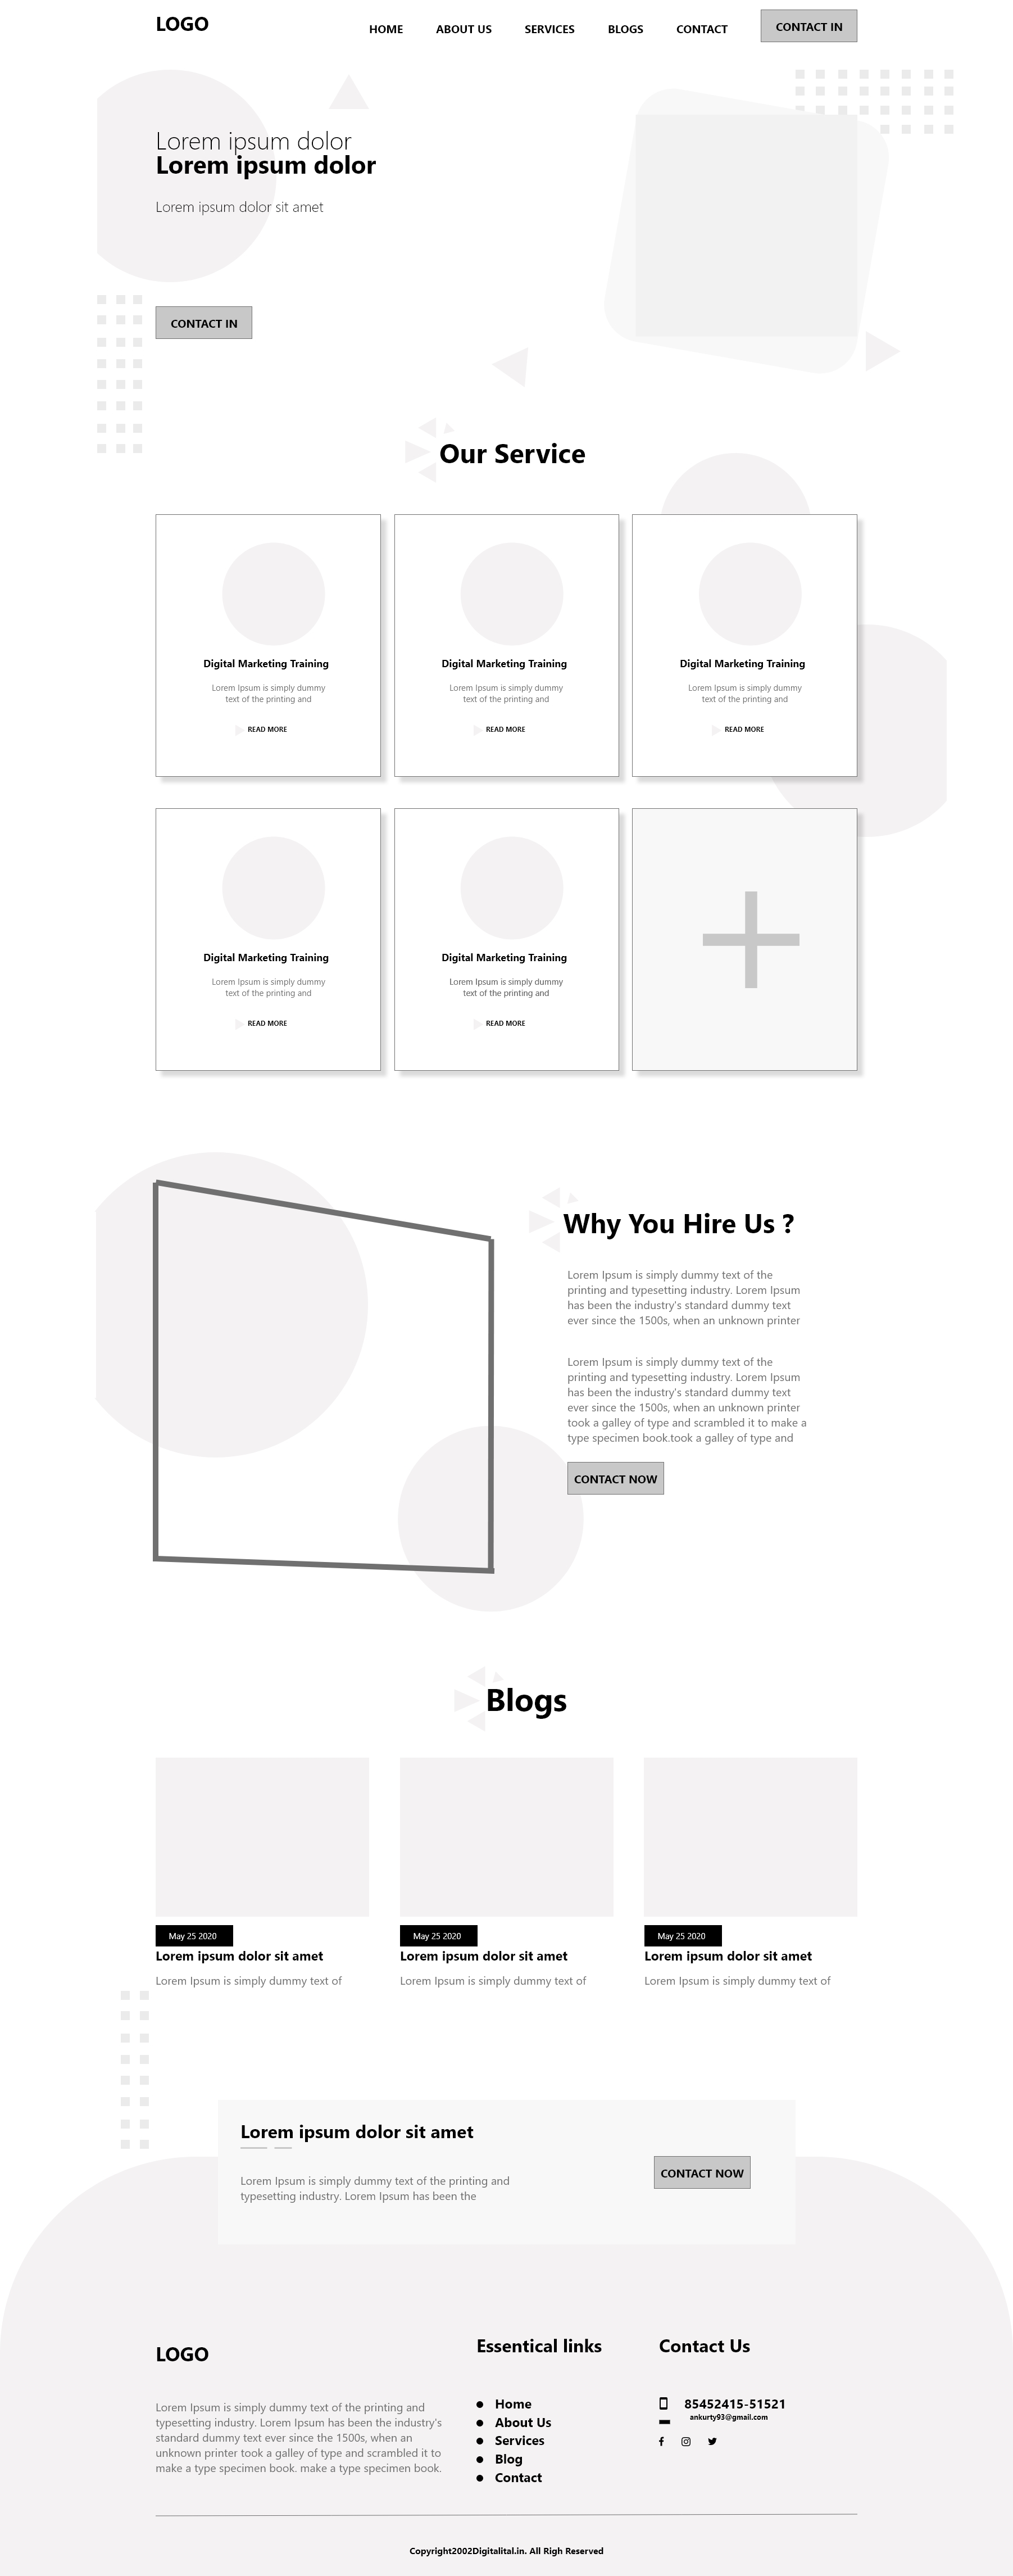 LOGO
HOME ABOUT US SERVICES BLOGS CONTACT CONTACT IN
Lorem ipsum dolor
Lorem ipsum dolor
Lorem ipsum dolor sit amet
CONTACT IN
Our Service
Digital Marketing Training
Lorem Ipsum is simply dummy
text of the printing and
READ MORE
Digital Marketing Training
Lorem Ipsum is simply dummy
text of the printing and
READ MORE
Digital Marketing Training
Lorem Ipsum is simply dummy
text of the printing and
READ MORE
Digital Marketing Training
Lorem Ipsum is simply dummy
text of the printing and
READ MORE
Digital Marketing Training
Lorem Ipsum is simply dummy
text of the printing and
READ MORE
Why You Hire Us ?
Lorem Ipsum is simply dummy text of the
printing and typesetting industry. Lorem Ipsum
has been the industry's standard dummy text
ever since the 1500s, when an unknown printer
Lorem Ipsum is simply dummy text of the
printing and typesetting industry. Lorem Ipsum
has been the industry's standard dummy text
ever since the 1500s, when an unknown printer
took a galley of type and scrambled it to make a
type specimen book.took a galley of type and
CONTACT NOW
Blogs
May 25 2020
Lorem ipsum dolor sit amet
Lorem Ipsum is simply dummy text of
May 25 2020
Lorem ipsum dolor sit amet
Lorem Ipsum is simply dummy text of
May 25 2020
Lorem ipsum dolor sit amet
Lorem Ipsum is simply dummy text of
Lorem ipsum dolor sit amet
Lorem Ipsum is simply dummy text of the printing and
typesetting industry. Lorem Ipsum has been the
CONTACT NOW
LOGO
Lorem Ipsum is simply dummy text of the printing and
typesetting industry. Lorem Ipsum has been the industry's
standard dummy text ever since the 1500s, when an
unknown printer took a galley of type and scrambled it to
make a type specimen book. make a type specimen book.
Essentical links
Home
About Us
Services
Blog
Contact
Contact Us
85452415-51521
ankurty93@gmail.com
Copyright2002Digitalital.in. All Righ Reserved